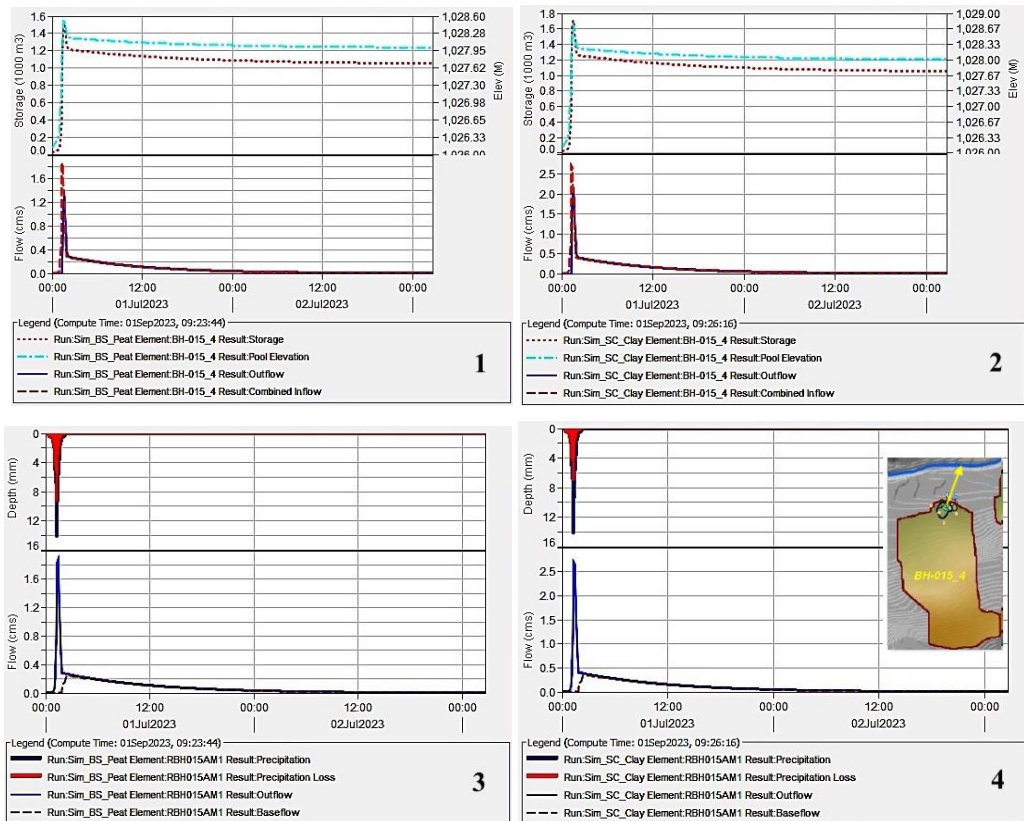 1.6
1.4
1.2
1.0
0.8
0.6
0.4
0.2
0.0
Storage (1000 m3)
1,028.60
1,028.28
1,027.95
1,027.62
1,027.30
1,026.98
1,026.65
1,026.33
1,026.00
Elev (M)
1.6
1.2
0.8
0.4
0.0
Flow (cms)
00:00 12:00 00:00 12:00 00:00
01Jul2023 02Jul2023
Legend (Compute Time: 01Sep2023, 09:23:44)
Run:Sim_BS_Peat Element:BH-015_4 Result:Storage
Run:Sim_BS_Peat Element:BH-015_4 Result:Pool Elevation
Run:Sim_BS_Peat Element:BH-015_4 Result:Outflow
Run:Sim_BS_Peat Element:BH-015_4 Result:Combined Inflow
1
1.8
1.6
1.4
1.2
1.0
0.8
0.6
0.4
0.2
0.0
Storage (1000 m3)
1,029.00
1,028.67
1,028.33
1,028.00
1,027.67
1,027.33
1,027.00
1,026.67
1,026.33
1,026.00
Elev (M)
2.5
2.0
1.5
1.0
0.5
0.0
Flow (cms)
00:00 12:00 00:00 12:00 00:00
01Jul2023 02Jul2023
Legend (Compute Time: 01Sep2023, 09:26:16)
Run:Sim_SC_Clay Element:BH-015_4 Result:Storage
Run:Sim_SC_Clay Element:BH-015_4 Result:Pool Elevation
Run:Sim_SC_Clay Element:BH-015_4 Result:Outflow
Run:Sim_SC_Clay Element:BH-015_4 Result:Combined Inflow
2
0
4
8
12
16
Depth (mm)
1.6
1.2
0.8
0.4
0.0
Flow (cms)
00:00 12:00 00:00 12:00 00:00
01Jul2023 02Jul2023
Legend (Compute Time: 01Sep2023, 09:23:44)
Run:Sim_BS_Peat Element:RBH015AM1 Result:Precipitation
Run:Sim_BS_Peat Element:RBH015AM1 Result:Precipitation Loss
Run:Sim_BS_Peat Element:RBH015AM1 Result:Outflow
Run:Sim_BS_Peat Element:RBH015AM1 Result:Baseflow
3
0
2
4
6
8
10
12
14
16
Depth (mm)
2.5
2.0
1.5
1.0
0.5
0.0
Flow (cms)
BH-015_4
00:00 12:00 00:00 12:00 00:00
01Jul2023 02Jul2023
Legend (Compute Time: 01Sep2023, 09:26:16)
Run:Sim_SC_Clay Element:RBH015AM1 Result:Precipitation
Run:Sim_SC_Clay Element:RBH015AM1 Result:Precipitation Loss
Run:Sim_SC_Clay Element:RBH015AM1 Result:Outflow
Run:Sim_SC_Clay Element:RBH015AM1 Result:Baseflow
4